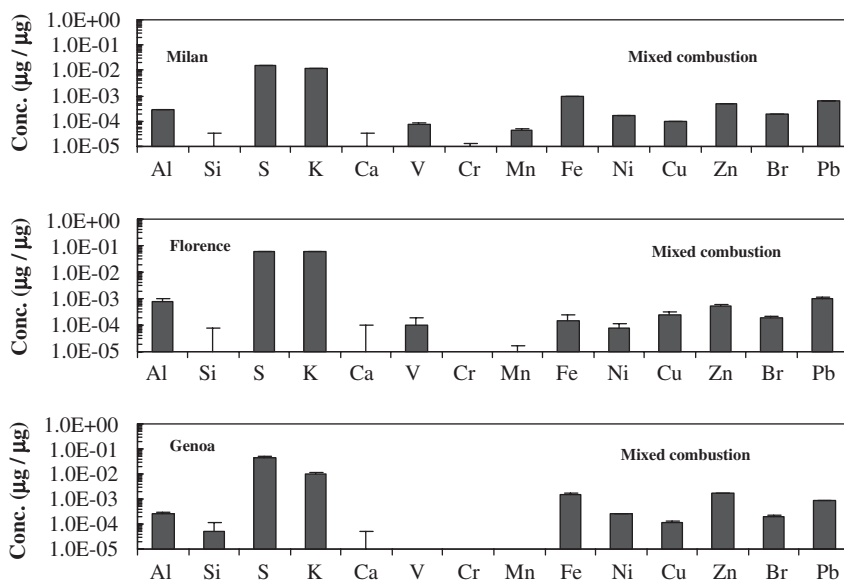 1.0E+00
1.0E-01
1.0E-02
1.0E-03
1.0E-04
1.0E-05
Conc. (µg / µg)
Milan
Mixed combustion
Al Si S K Ca V Cr Mn Fe Ni Cu Zn Br Pb
1.0E+00
1.0E-01
1.0E-02
1.0E-03
1.0E-04
1.0E-05
Conc. (µg / µg)
Florence
Mixed combustion
Al Si S K Ca V Cr Mn Fe Ni Cu Zn Br Pb
1.0E+00
1.0E-01
1.0E-02
1.0E-03
1.0E-04
1.0E-05
Conc. (µg / µg)
Genoa
Mixed combustion
Al Si S K Ca V Cr Mn Fe Ni Cu Zn Br Pb